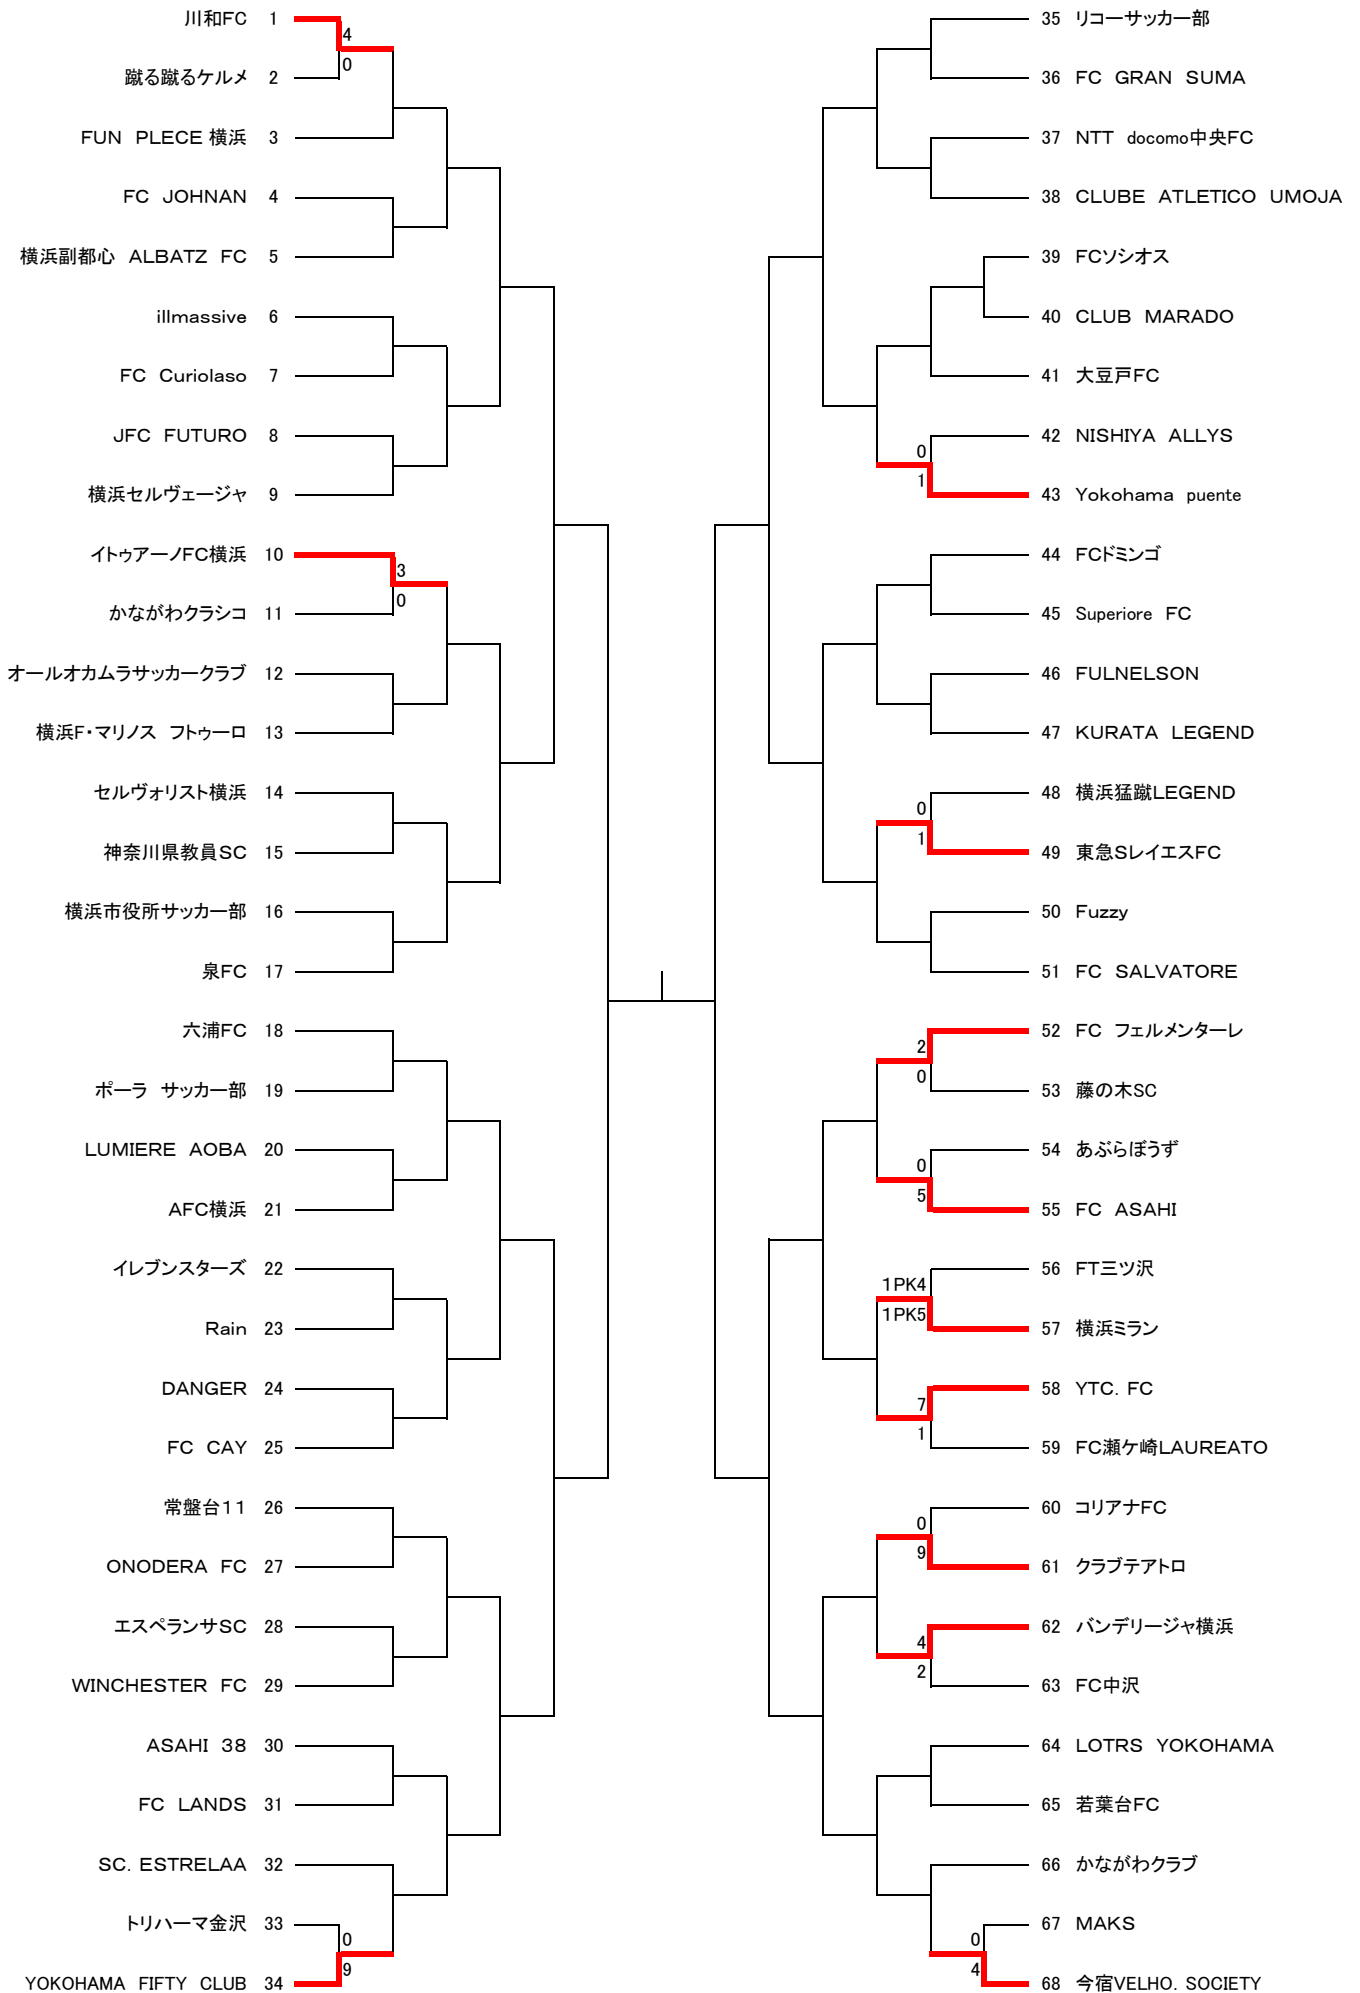 川和FC 1
4
0
蹴る蹴るケルメ 2
FUN PLECE 横浜 3
FC JOHNAN 4
横浜副都心 ALBATZ FC 5
illmassive 6
FC Curiolaso 7
JFC FUTURO 8
横浜セルヴェージャ 9
イトゥアーノFC横浜 10
3
0
かながわクラシコ 11
オールオカムラサッカークラブ 12
横浜F・マリノス フトゥーロ 13
セルヴォリスト横浜 14
神奈川県教員SC 15
横浜市役所サッカー部 16
泉FC 17
六浦FC 18
ポーラ サッカー部 19
LUMIERE AOBA 20
AFC横浜 21
イレブンスターズ 22
Rain 23
DANGER 24
FC CAY 25
常盤台11 26
ONODERA FC 27
エスペランサSC 28
WINCHESTER FC 29
ASAHI 38 30
FC LANDS 31
SC. ESTRELAA 32
トリハーマ金沢 33
0
9
YOKOHAMA FIFTY CLUB 34
35 リコーサッカー部
36 FC GRAN SUMA
37 NTT docomo中央FC
38 CLUBE ATLETICO UMOJA
39 FCソシオス
40 CLUB MARADO
41 大豆戸FC
42 NISHIYA ALLYS
0
1
43 Yokohama puente
44 FCドミンゴ
45 Superiore FC
46 FULNELSON
47 KURATA LEGEND
48 横浜猛蹴LEGEND
0
1
49 東急SレイエスFC
50 Fuzzy
51 FC SALVATORE
52 FC フェルメンターレ
2
0
53 藤の木SC
54 あぶらぼうず
0
5
55 FC ASAHI
56 FT三ツ沢
1PK4
1PK5
57 横浜ミラン
58 YTC. FC
7
1
59 FC瀬ケ崎LAUREATO
60 コリアナFC
0
9
61 クラブテアトロ
62 バンデリージャ横浜
4
2
63 FC中沢
64 LOTRS YOKOHAMA
65 若葉台FC
66 かながわクラブ
67 MAKS
0
4
68 今宿VELHO. SOCIETY